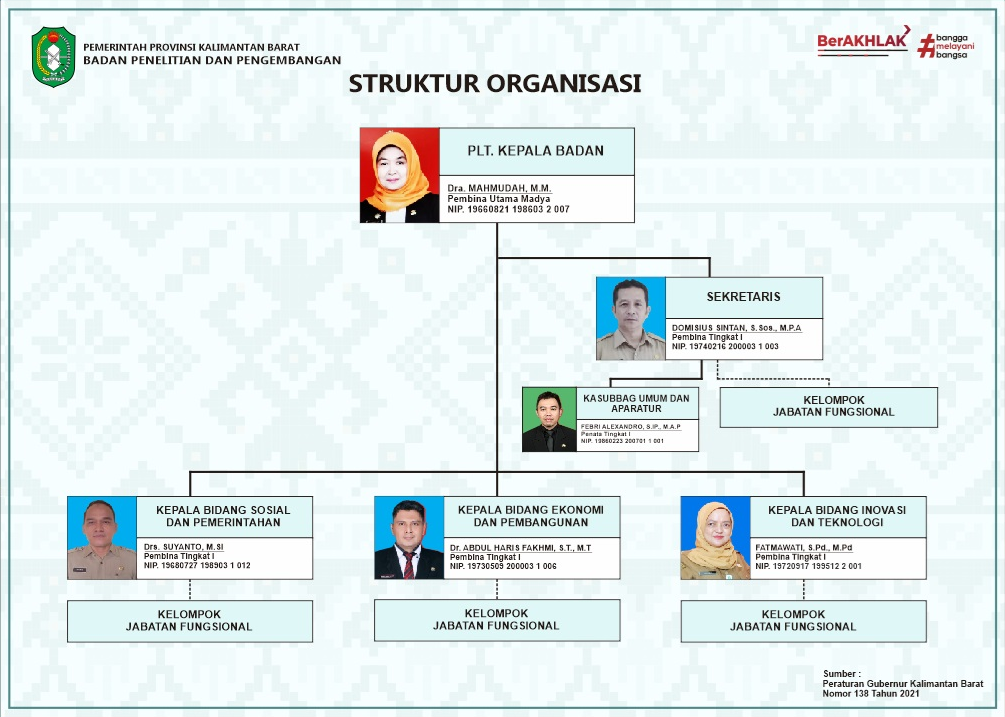 PEMERINTAH PROVINSI KALIMANTAN BARAT
BADAN PENELITIAN DAN PENGEMBANGAN
BerAKHLAK
#bangga
melayani
bangsa
STRUKTUR ORGANISASI
PLT. KEPALA BADAN
Dra. MAHMUDAH, M.M.
Pembina Utama Madya
NIP. 19660821 198603 2 007
SEKRETARIS
DOMISIUS SINTAN, S.Sos., M.P.A
Pembina Tingkat I
NIP. 19740216 200003 1 003
KASUBBAG UMUM DAN
APARATUR
FEBRI ALEXANDRO, S.IP., M.A.P
Penata Tingkat I
NIP. 19860223 200701 1 001
KELOMPOK
JABATAN FUNGSIONAL
KEPALA BIDANG SOSIAL
DAN PEMERINTAHAN
Drs. SUYANTO, M.SI
Pembina Tingkat I
NIP. 19680727 198903 1 012
KELOMPOK
JABATAN FUNGSIONAL
KEPALA BIDANG EKONOMI
DAN PEMBANGUNAN
Dr. ABDUL HARIS FAKHMI, S.T., M.T
Pembina Tingkat I
NIP. 19730509 200003 1 006
KELOMPOK
JABATAN FUNGSIONAL
KEPALA BIDANG INOVASI
DAN TEKNOLOGI
FATMAWATI, S.Pd., M.Pd
Pembina Tingkat I
NIP. 19720917 199512 2 001
KELOMPOK
JABATAN FUNGSIONAL
Sumber :
Peraturan Gubernur Kalimantan Barat
Nomor 138 Tahun 2021